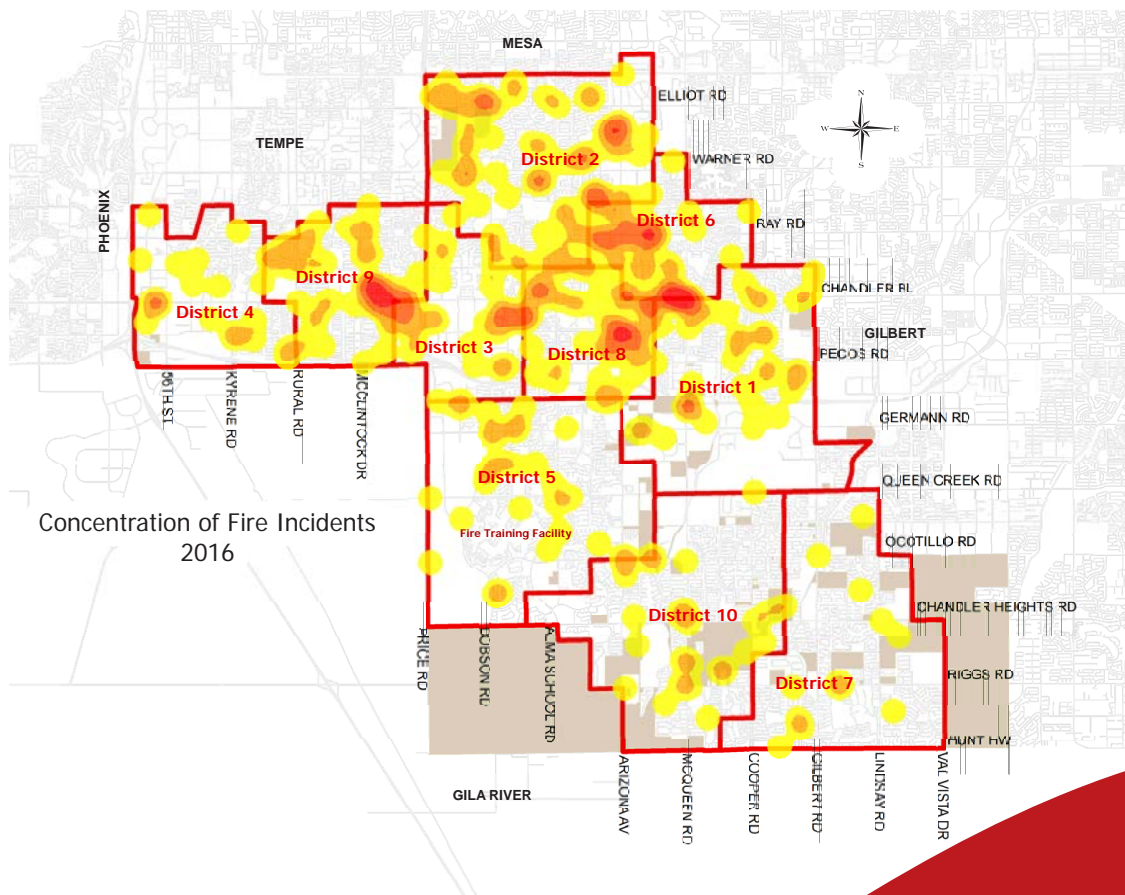 MESA
ELLIOT RD
N
W E
S
TEMPE
District 2
WARNER RD
PHOENIX
District 6
RAY RD
District 9
CHANDLER BL
District 4
GILBERT
District 3
District 8
PECOS RD
District 1
56TH ST
KYRENE RD
RURAL RD
MCCLINTOCK DR
GERMANN RD
District 5
QUEEN CREEK RD
Concentration of Fire Incidents
2016
Fire Training Facility
OCOTILLO RD
CHANDLER HEIGHTS RD
District 10
PRICE RD
DOBSON RD
ALMA SCHOOL RD
District 7
RIGGS RD
HUNT HW
GILA RIVER
ARIZONA AV
MCQUEEN RD
COOPER RD
GILBERT RD
LINDSAY RD
VAL VISTA DR